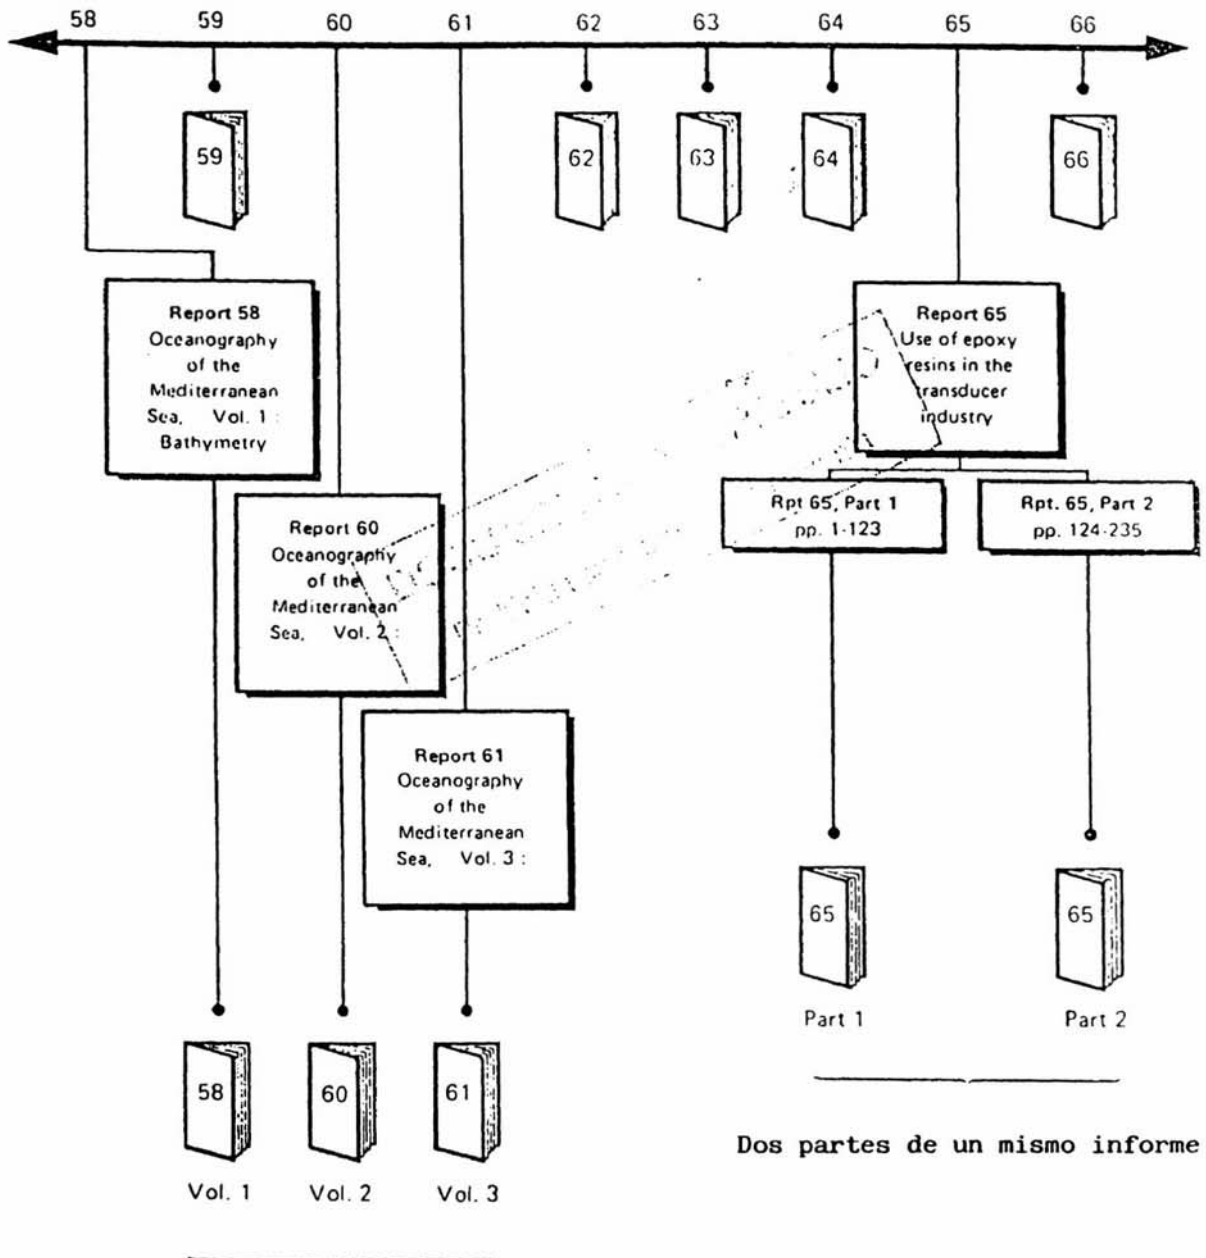 58 59 60 61 62 63 64 65 66
59
62
63
64
66
Report 58
Oceanography
of the
Mediterranean
Sea, Vol. 1 :
Bathymetry
Report 65
Use of epoxy
resins in the
transducer
industry
Rpt 65, Part 1
pp. 1-123
Rpt. 65, Part 2
pp. 124-235
Report 60
Oceanography
of the
Mediterranean
Sea, Vol. 2 :
Report 61
Oceanography
of the
Mediterranean
Sea, Vol. 3 :
65
65
Part 1
Part 2
58
60
61
Vol. 1
Vol. 2
Vol. 3
Dos partes de un mismo informe